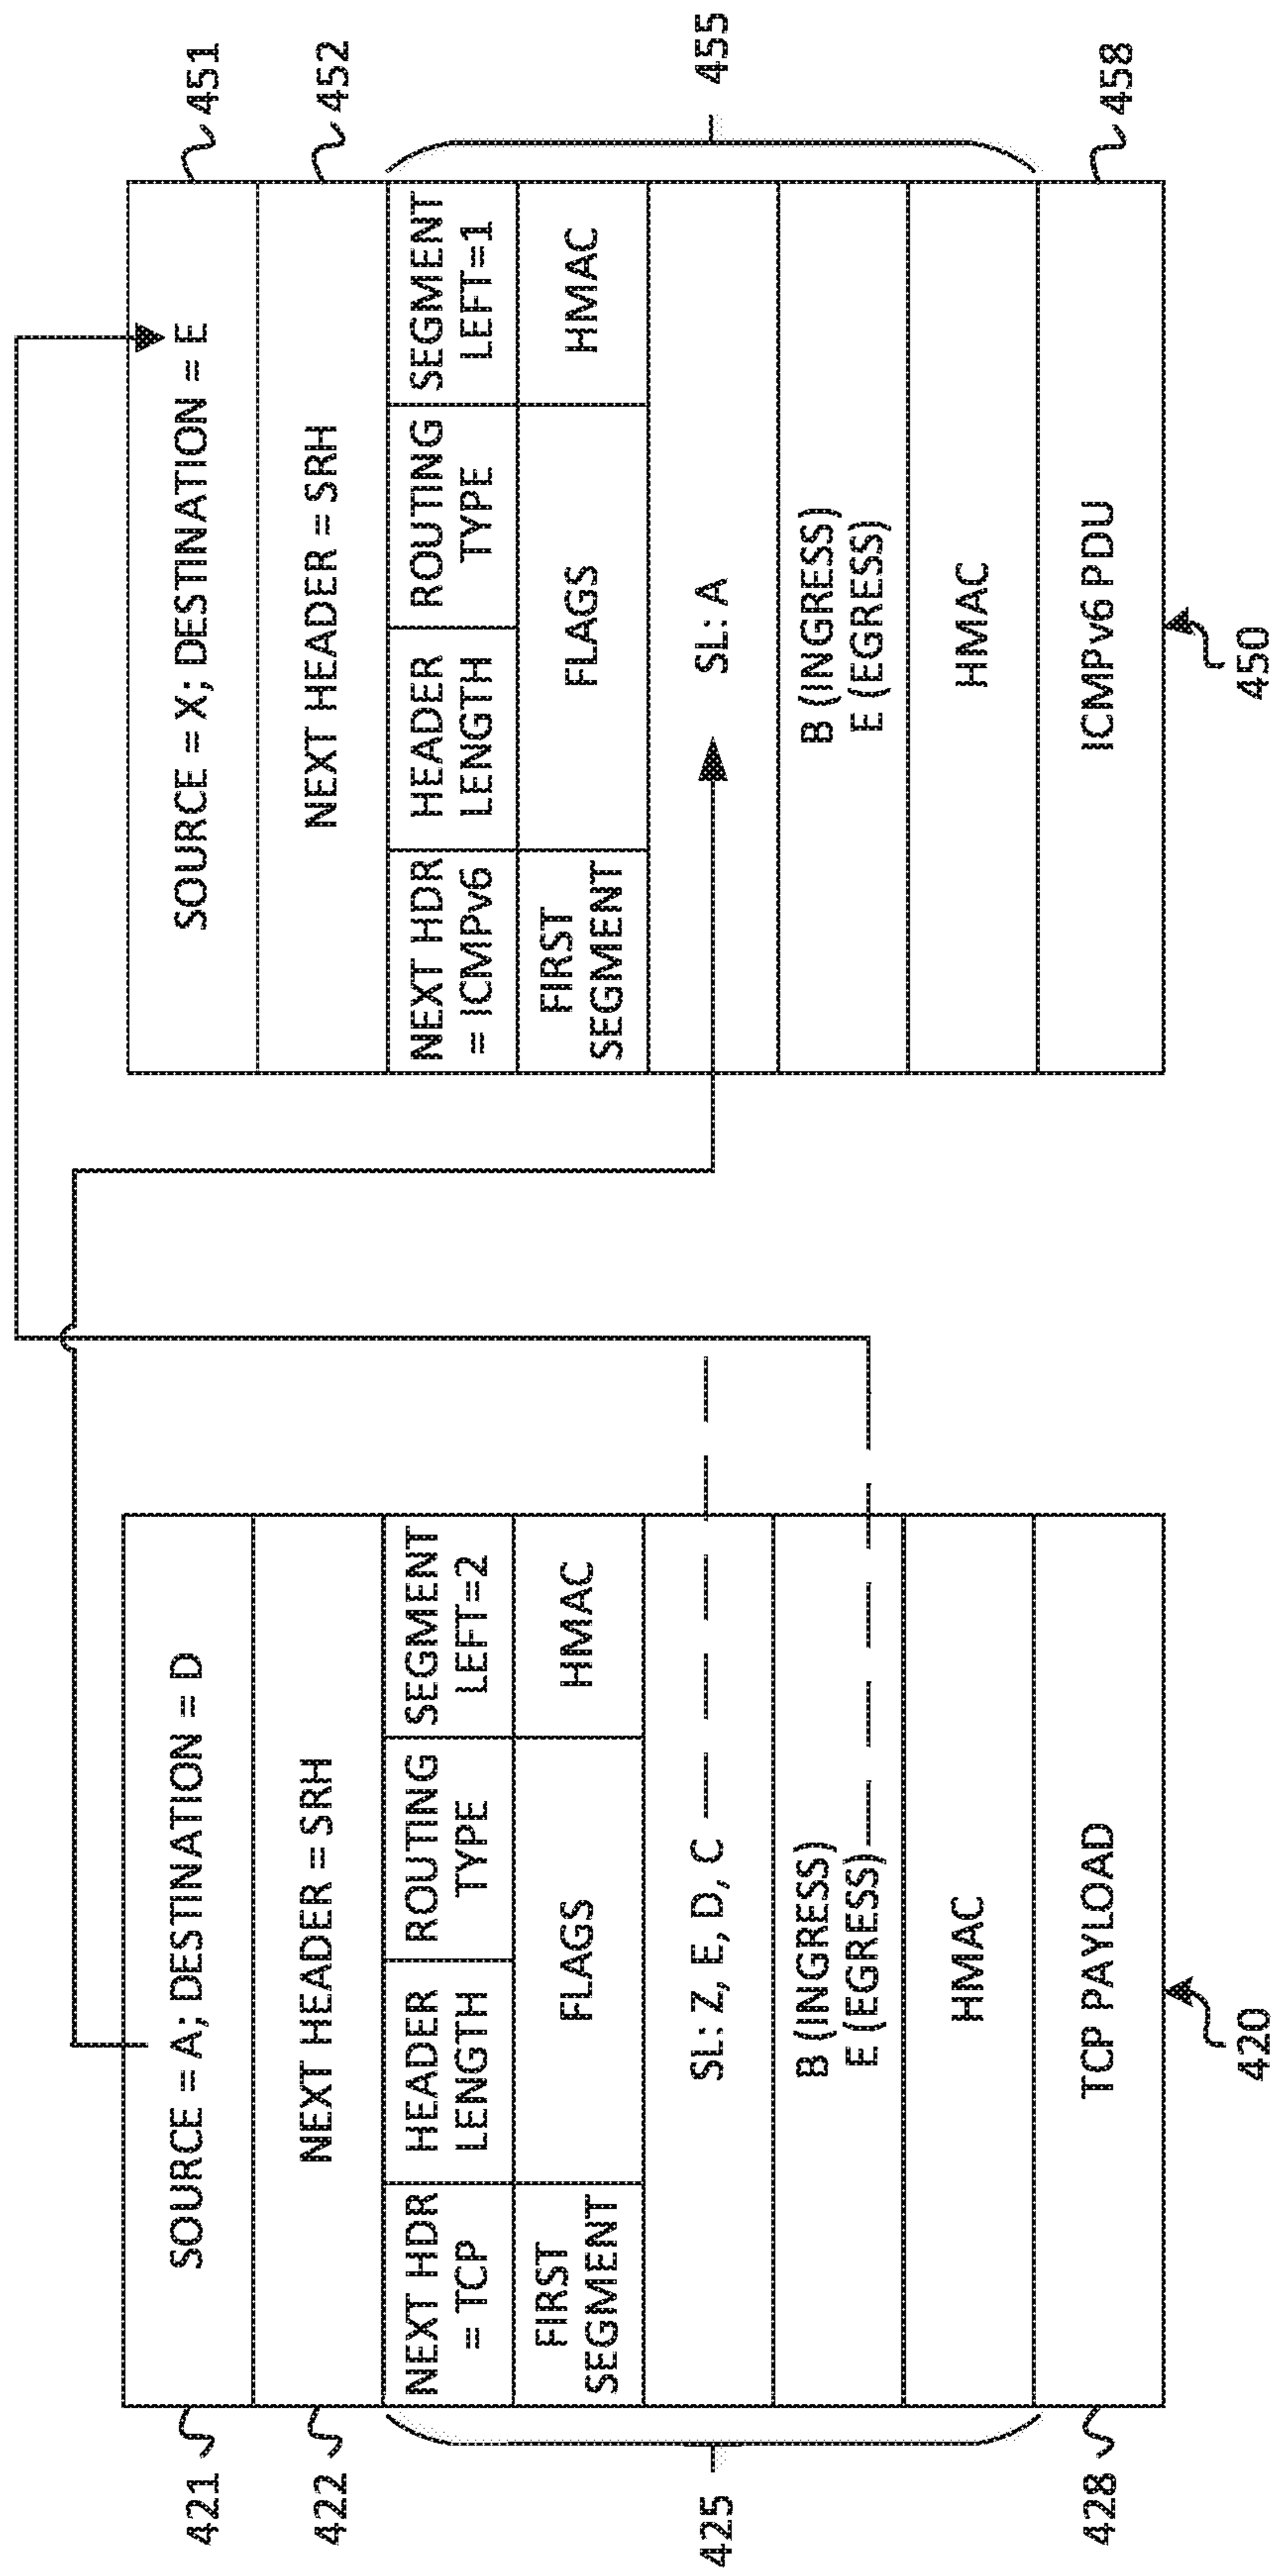 421
SOURCE = A; DESTINATION = D
422
NEXT HEADER = SRH
425
NEXT HDR
= TCP
HEADER
LENGTH
ROUTING
TYPE
SEGMENT
LEFT=2
FIRST
SEGMENT
FLAGS
HMAC
SL: Z, E, D, C
B (INGRESS)
E (EGRESS)
HMAC
428
TCP PAYLOAD
420
SOURCE = X; DESTINATION = E
451
NEXT HEADER = SRH
452
NEXT HDR
= ICMPv6
HEADER
LENGTH
ROUTING
TYPE
SEGMENT
LEFT=1
455
FIRST
SEGMENT
FLAGS
HMAC
SL: A
B (INGRESS)
E (EGRESS)
HMAC
ICMPv6 PDU
458
450